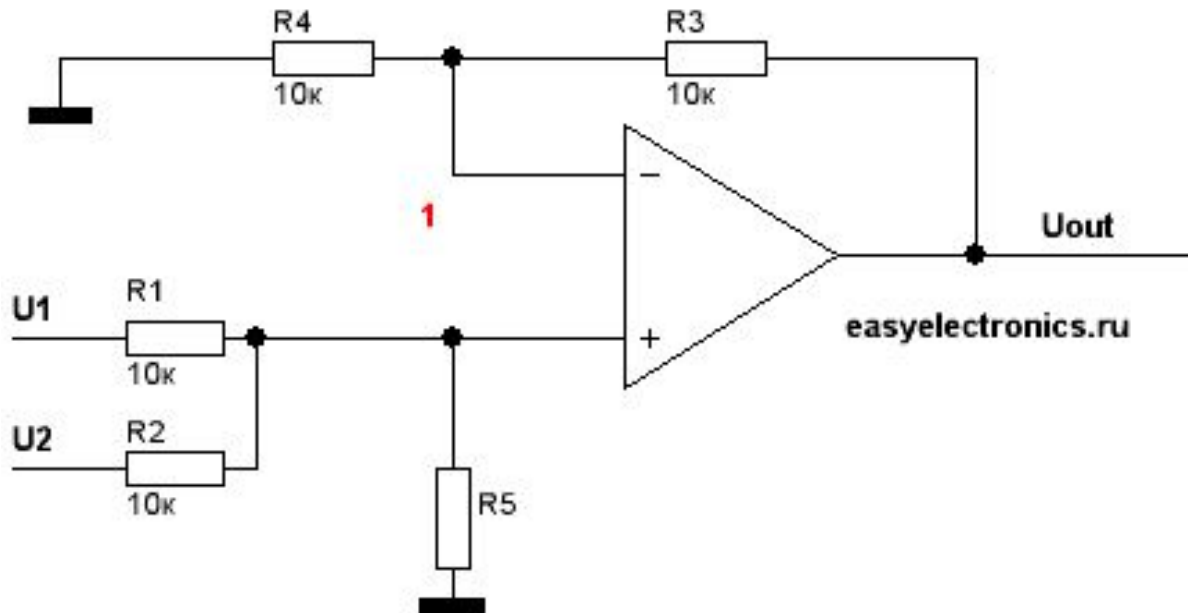 R4
10к
R3
10к
−
1
Uout
U1
R1
10к
+
easyelectronics.ru
U2
R2
10к
R5